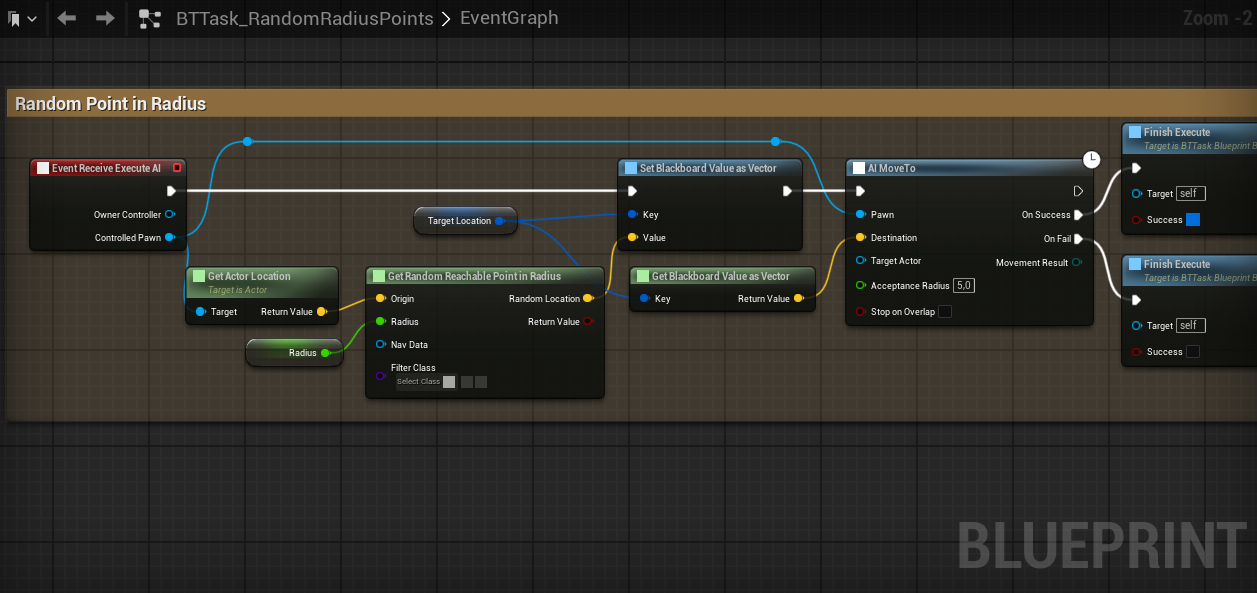 BTTask_RandomRadiusPoints > EventGraph
Zoom -2
Random Point in Radius
Event Receive Execute AI
Owner Controller
Controlled Pawn
Get Actor Location
Target is Actor
Target
Return Value
Radius
Target Location
Get Random Reachable Point in Radius
Origin
Random Location
Radius
Return Value
Nav Data
Filter Class
Select Class
Set Blackboard Value as Vector
Key
Value
Get Blackboard Value as Vector
Key
Return Value
AI MoveTo
Pawn
On Success
Destination
On Fail
Target Actor
Movement Result
Acceptance Radius 5,0
Stop on Overlap
Finish Execute
Target is BTTask Blueprint B
Target self
Success
Finish Execute
Target is BTTask Blueprint B
Target self
Success
BLUEPRINT